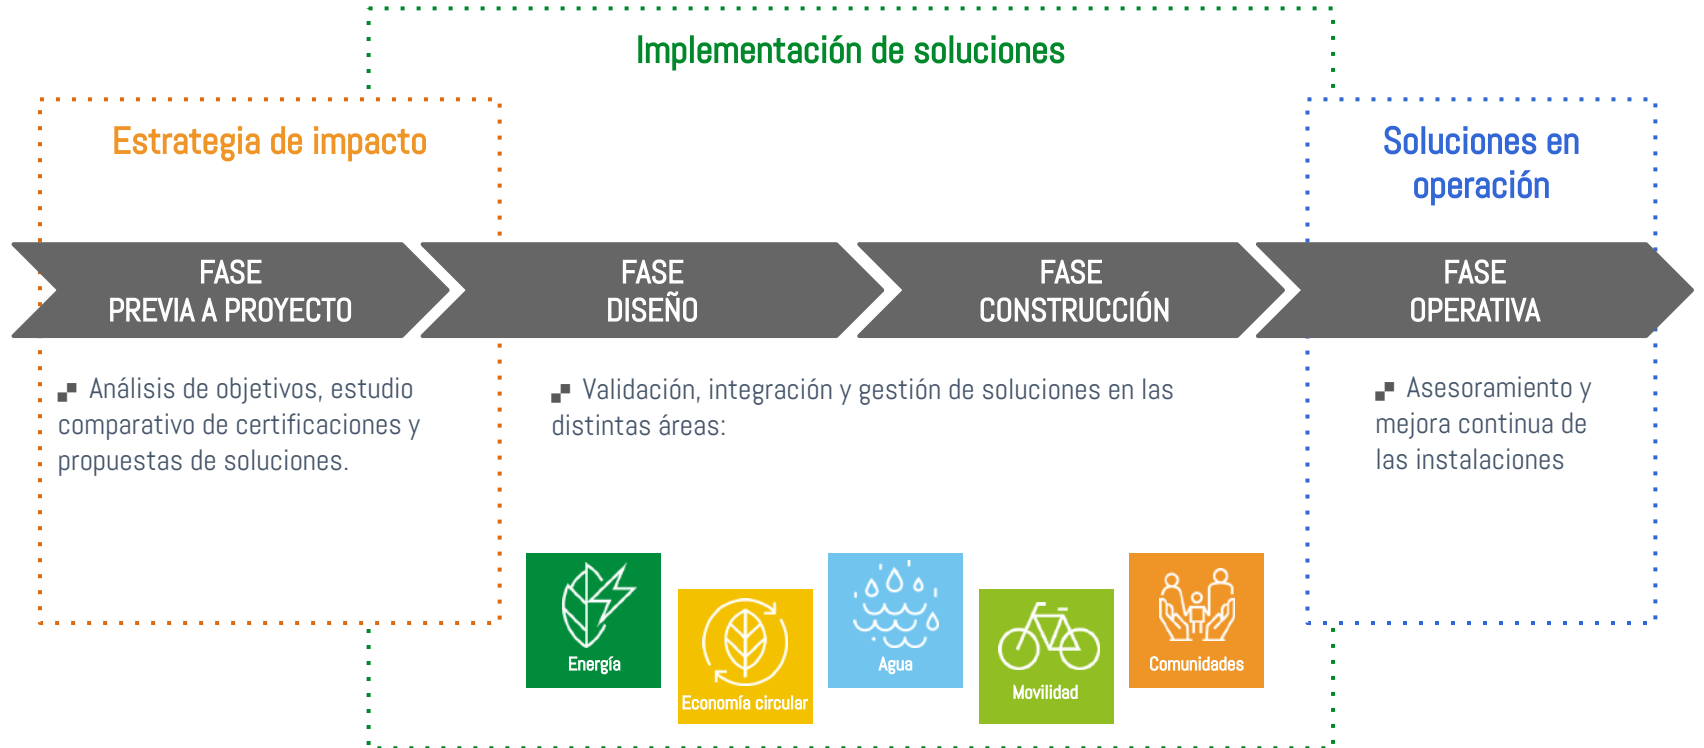 Implementación de soluciones
Estrategia de impacto
Soluciones en
operación
FASE
PREVIA A PROYECTO
FASE
DISEÑO
FASE
CONSTRUCCIÓN
FASE
OPERATIVA
Análisis de objetivos, estudio
comparativo de certificaciones y
propuestas de soluciones.
Validación, integración y gestión de soluciones en las
distintas áreas:
Asesoramiento y
mejora continua de
las instalaciones
Energía
Economía circular
Agua
Movilidad
Comunidades